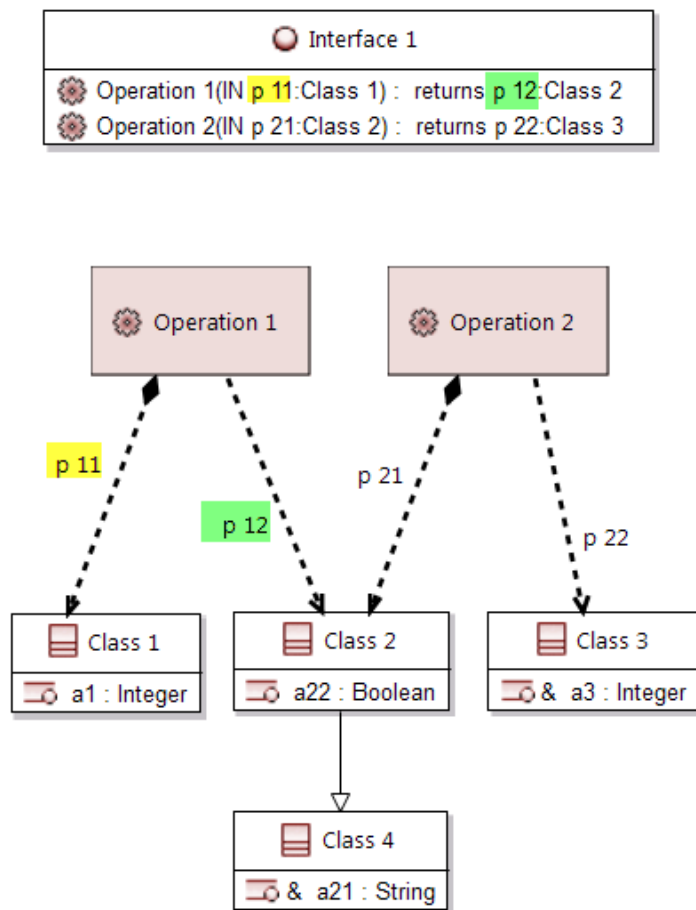 Interface 1
Operation 1(IN p 11:Class 1) : returns p 12:Class 2
Operation 2(IN p 21:Class 2) : returns p 22:Class 3
Operation 1
Operation 2
p 11
p 12
p 21
p 22
Class 1
a1 : Integer
Class 2
a22 : Boolean
Class 3
& a3 : Integer
Class 4
& a21 : String